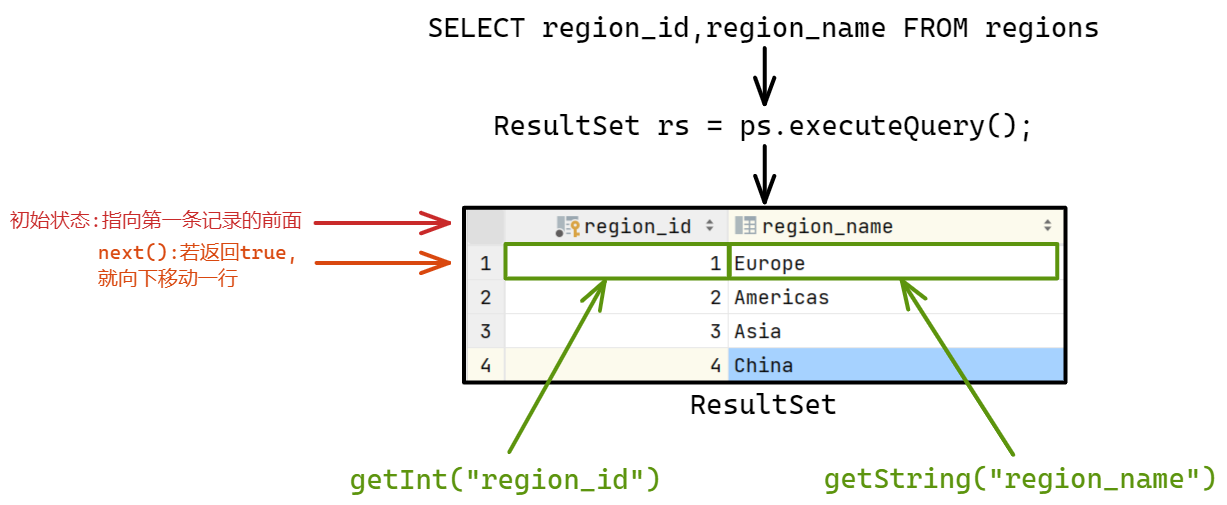 SELECT region_id,region_name FROM regions
ResultSet rs = ps.executeQuery();
初始状态:指向第一条记录的前面
next():若返回true,
就向下移动一行
region_id region_name
1 1 Europe
2 2 Americas
3 3 Asia
4 4 China
ResultSet
getInt("region_id")
getString("region_name")